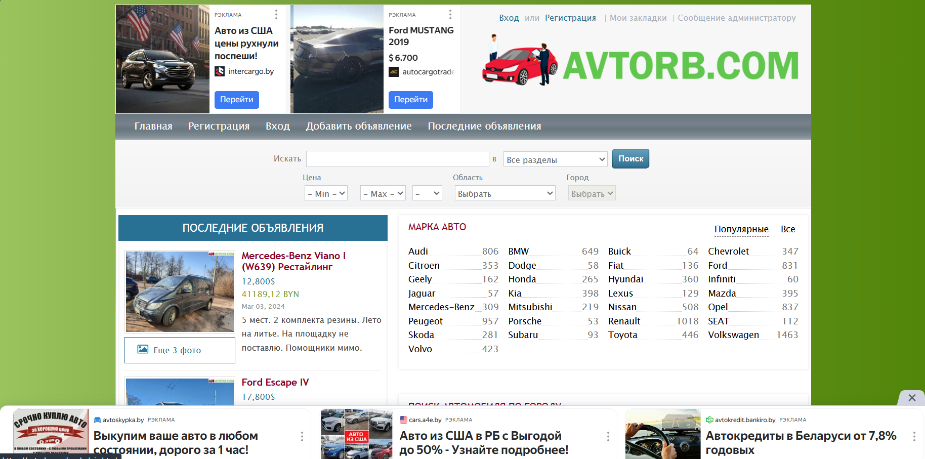 РЭКЛАМА
Авто из США
цены рухнули
поспеши!
intercargo.by
Перейти
РЭКЛАМА
Ford MUSTANG
2019
$ 6.700
autocargotrade
Перейти
Вход или Регистрация | Мои закладки | Сообщение администратору
AVTORB.COM
Главная Регистрация Вход Добавить объявление Последние объявления
Искать в Все разделы Поиск
Цена Область Город
- Min - - Max - - Выбрать Выбрать
ПОСЛЕДНИЕ ОБЪЯВЛЕНИЯ
Mercedes-Benz Viano I
(W639) Рестайлинг
12,800$
41189,12 BYN
Мар 03, 2024
5 мест. 2 комплекта резины. Лето
на литье. На площадку не
поставлю. Помощники мимо.
Еще 3 фото
Ford Escape IV
17,800$
МАРКА АВТО Популярные Все
Audi 806 BMW 649 Buick 64 Chevrolet 347
Citroen 353 Dodge 58 Fiat 136 Ford 831
Geely 162 Honda 265 Hyundai 360 Infiniti 60
Jaguar 57 Kia 398 Lexus 129 Mazda 395
Mercedes-Benz 309 Mitsubishi 219 Nissan 508 Opel 837
Peugeot 957 Porsche 53 Renault 1018 SEAT 112
Skoda 281 Subaru 93 Toyota 446 Volkswagen 1463
Volvo 423
ПОИСК АВТОМОБИЛЯ ПО ГОРОДУ
СРОЧНО КУПЛЮ АВТО
avtoskypka.by РЭКЛАМА
Выкупим ваше авто в любом
состоянии, дорого за 1 час!
АВТО ИЗ США
cars.a4e.by РЭКЛАМА
Авто из США в РБ с Выгодой
до 50% - Узнайте подробнее!
avtokredit.bankiro.by РЭКЛАМА
Автокредиты в Беларуси от 7,8%
годовых